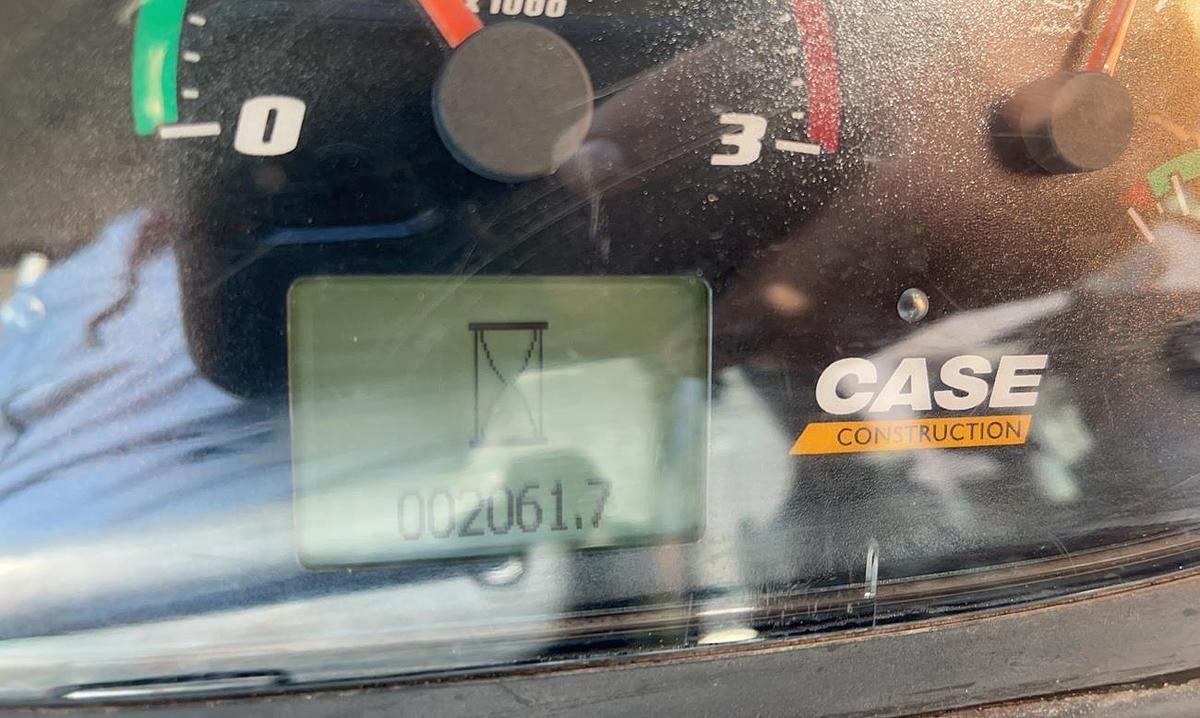 x1000
0
3
CASE
CONSTRUCTION
002061.7